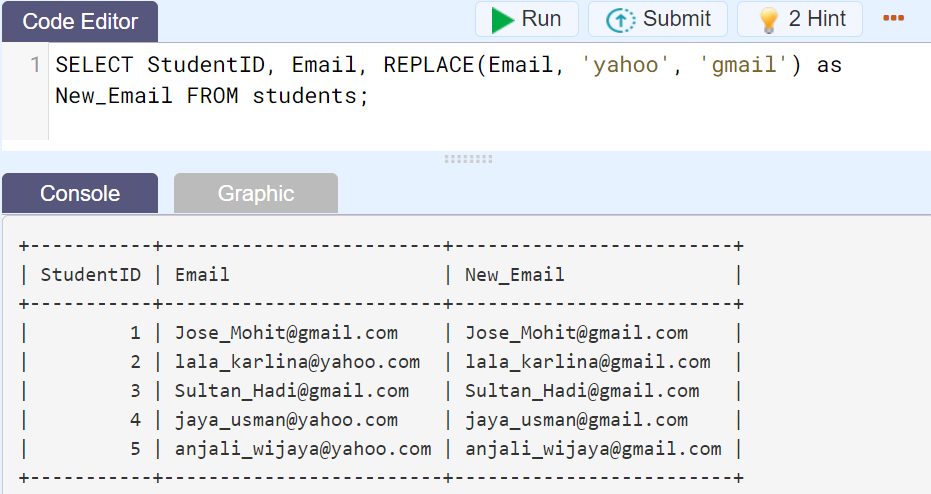 Code Editor Run Submit 2 Hint
1 SELECT StudentID, Email, REPLACE(Email, 'yahoo', 'gmail') as
New_Email FROM students;
Console Graphic
+-----------+-------------------------+-------------------------+
| StudentID | Email                   | New_Email               |
+-----------+-------------------------+-------------------------+
|         1 | Jose_Mohit@gmail.com    | Jose_Mohit@gmail.com    |
|         2 | lala_karlina@yahoo.com  | lala_karlina@gmail.com  |
|         3 | Sultan_Hadi@gmail.com   | Sultan_Hadi@gmail.com   |
|         4 | jaya_usman@yahoo.com    | jaya_usman@gmail.com    |
|         5 | anjali_wijaya@yahoo.com | anjali_wijaya@gmail.com |
+-----------+-------------------------+-------------------------+